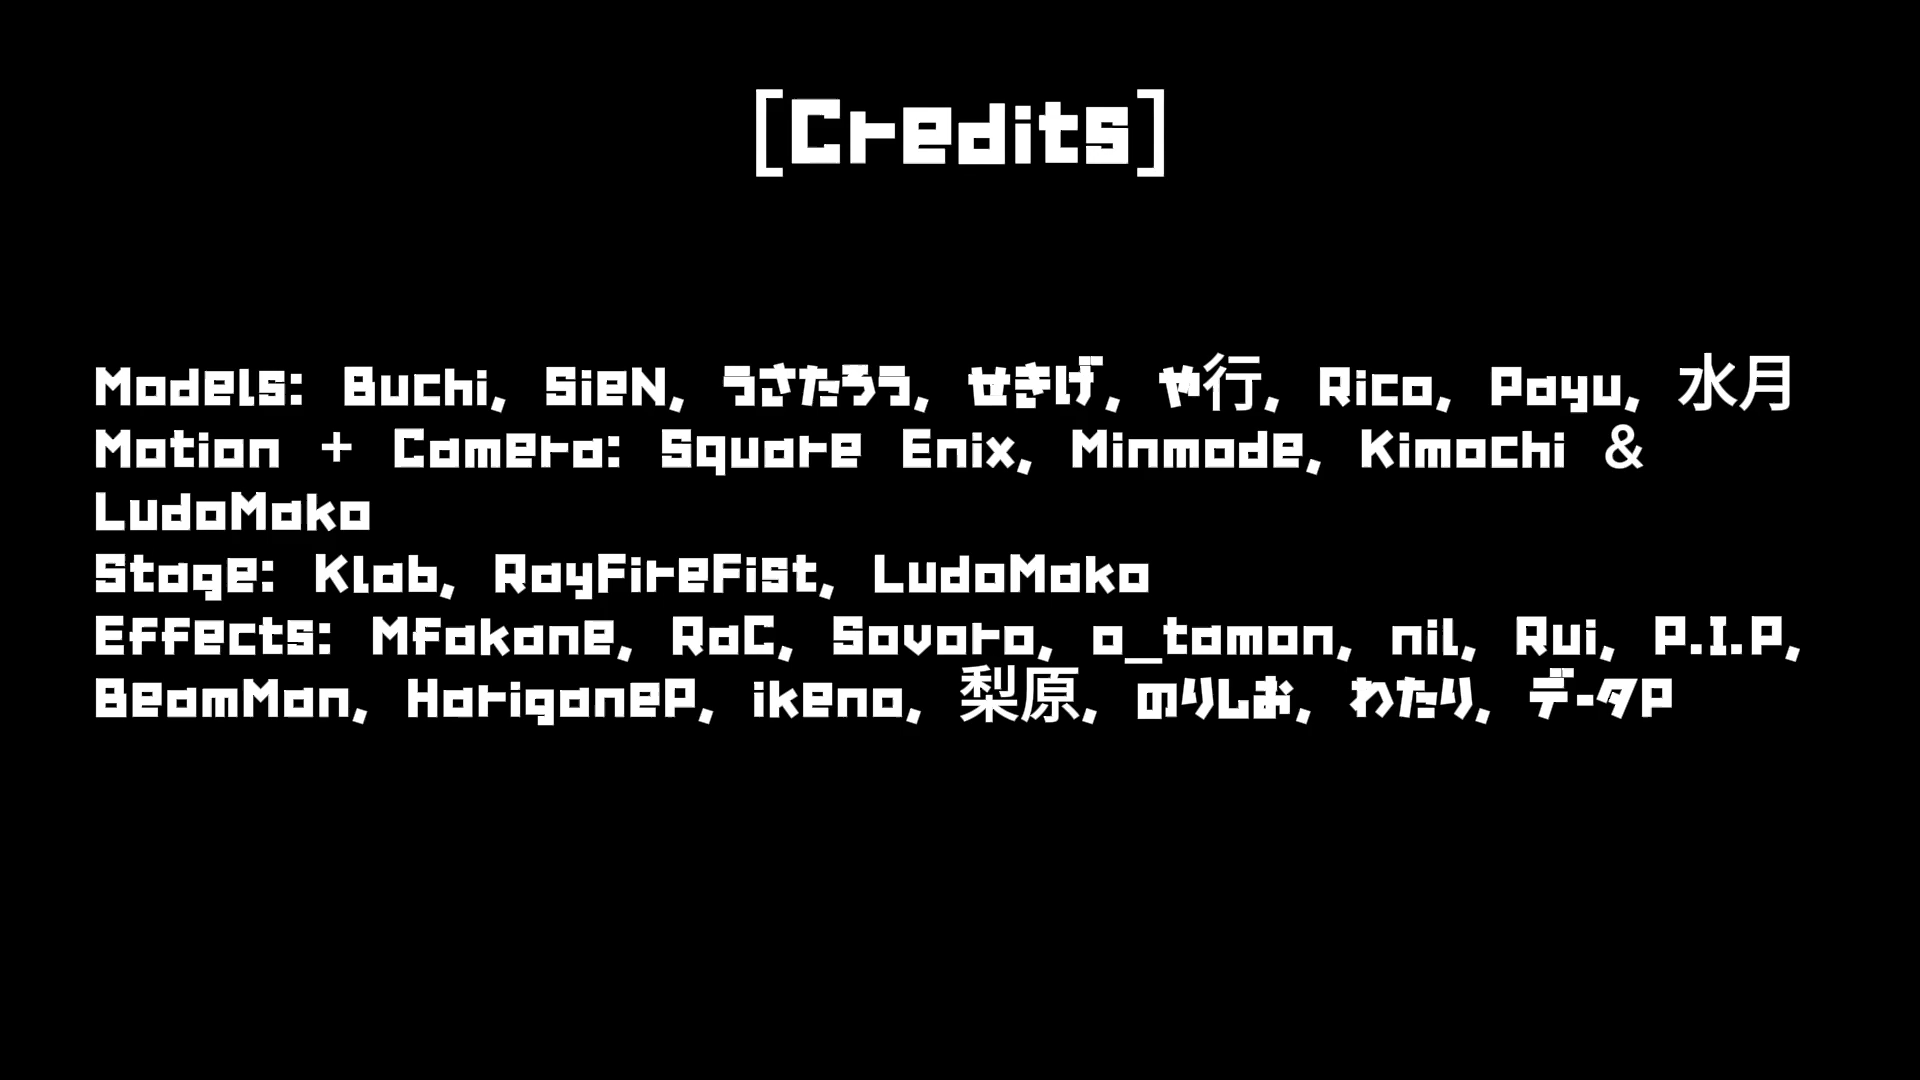 [Credits]
Models: Buchi, SieN, うさたろう, せきげ, や行, Rico, Payu, 水月
Motion + Camera: Square Enix, Minmode, Kimochi &
LudoMako
Stage: Klab, RayFireFist, LudoMako
Effects: Mfakane, RaC, Sovoro, o_tamon, nil, Rui, P.I.P,
BeamMan, HariganeP, ikeno, 梨原, のりしお, わたり, データP